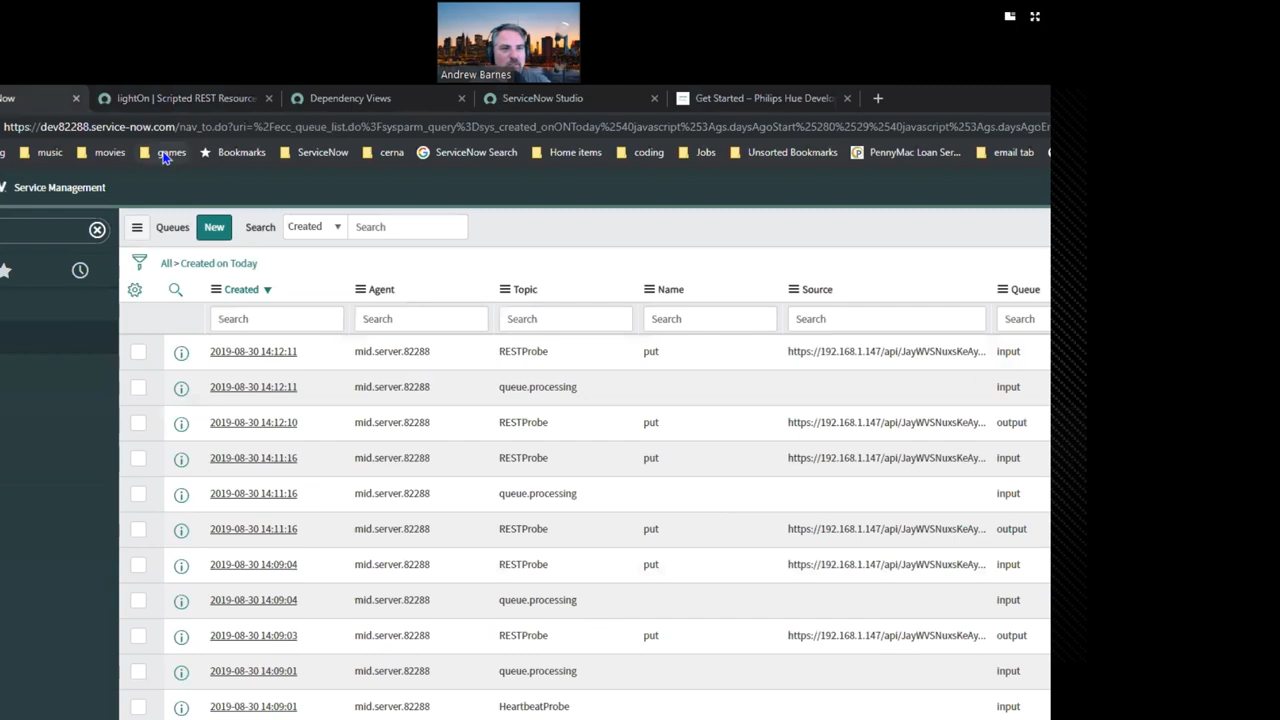 Andrew Barnes
Now
lightOn | Scripted REST Resource
Dependency Views
ServiceNow Studio
Get Started – Philips Hue Develo
https://dev82288.service-now.com/nav_to.do?uri=%2Fecc_queue_list.do%3Fsysparm_query%3Dsys_created_onONToday%2540javascript%253Ags.daysAgoStart%25280%2529%2540javascript%253Ags.daysAgoEn
g
music
movies
games
Bookmarks
ServiceNow
cerna
ServiceNow Search
Home items
coding
Jobs
Unsorted Bookmarks
PennyMac Loan Ser...
email tab
Service Management
Queues New Search Created Search
All > Created on Today
Created Agent Topic Name Source Queue
Search Search Search Search Search Search
2019-08-30 14:12:11 mid.server.82288 RESTProbe put https://192.168.1.147/api/JayWVSNuxsKeAy... input
2019-08-30 14:12:11 mid.server.82288 queue.processing input
2019-08-30 14:12:10 mid.server.82288 RESTProbe put https://192.168.1.147/api/JayWVSNuxsKeAy... output
2019-08-30 14:11:16 mid.server.82288 RESTProbe put https://192.168.1.147/api/JayWVSNuxsKeAy... input
2019-08-30 14:11:16 mid.server.82288 queue.processing input
2019-08-30 14:11:16 mid.server.82288 RESTProbe put https://192.168.1.147/api/JayWVSNuxsKeAy... output
2019-08-30 14:09:04 mid.server.82288 RESTProbe put https://192.168.1.147/api/JayWVSNuxsKeAy... input
2019-08-30 14:09:04 mid.server.82288 queue.processing input
2019-08-30 14:09:03 mid.server.82288 RESTProbe put https://192.168.1.147/api/JayWVSNuxsKeAy... output
2019-08-30 14:09:01 mid.server.82288 queue.processing input
2019-08-30 14:09:01 mid.server.82288 HeartbeatProbe input